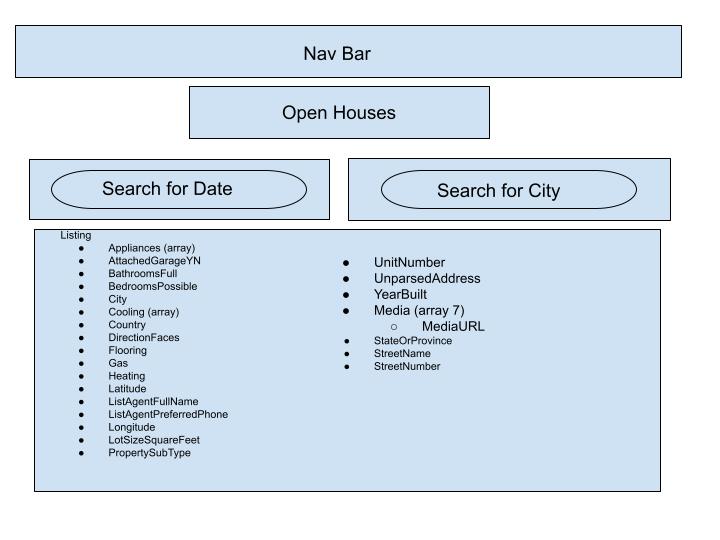 Nav Bar
Open Houses
Search for Date
Search for City
Listing
● Appliances (array)
● AttachedGarageYN
● BathroomsFull
● BedroomsPossible
● City
● Cooling (array)
● Country
● DirectionFaces
● Flooring
● Gas
● Heating
● Latitude
● ListAgentFullName
● ListAgentPreferredPhone
● Longitude
● LotSizeSquareFeet
● PropertySubType
● UnitNumber
● UnparsedAddress
● YearBuilt
● Media (array 7)
○ MediaURL
● StateOrProvince
● StreetName
● StreetNumber